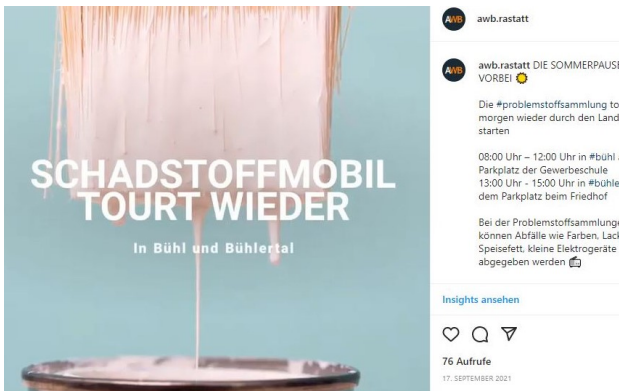 SCHADSTOFFMOBIL
TOURT WIEDER
In Bühl und Bühlertal
AWB awb.rastatt
AWB awb.rastatt DIE SOMMERPAUSE
VORBEI
Die #problemstoffsammlung to
morgen wieder durch den Land
starten
08:00 Uhr – 12:00 Uhr in #bühl
Parkplatz der Gewerbeschule
13:00 Uhr - 15:00 Uhr in #bühle
dem Parkplatz beim Friedhof
Bei der Problemstoffsammlunge
können Abfälle wie Farben, Lack
Speisefett, kleine Elektrogeräte
abgegeben werden
Insights ansehen
76 Aufrufe
17. SEPTEMBER 2021